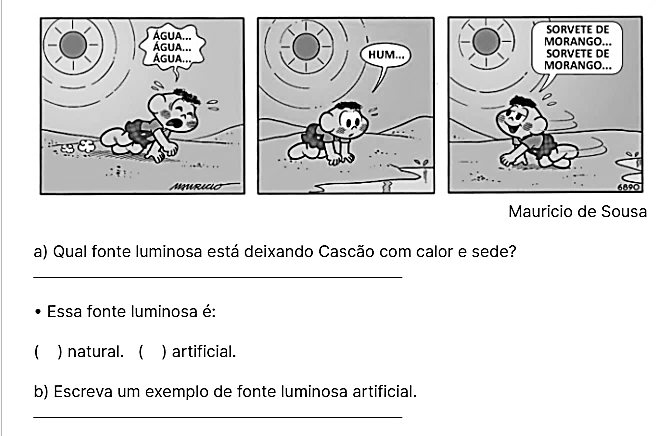 ÁGUA...
ÁGUA...
ÁGUA...
MAURICIO
HUM...
SORVETE DE
MORANGO...
SORVETE DE
MORANGO...
6890
Mauricio de Sousa
a) Qual fonte luminosa está deixando Cascão com calor e sede?
• Essa fonte luminosa é:
( ) natural. ( ) artificial.
b) Escreva um exemplo de fonte luminosa artificial.